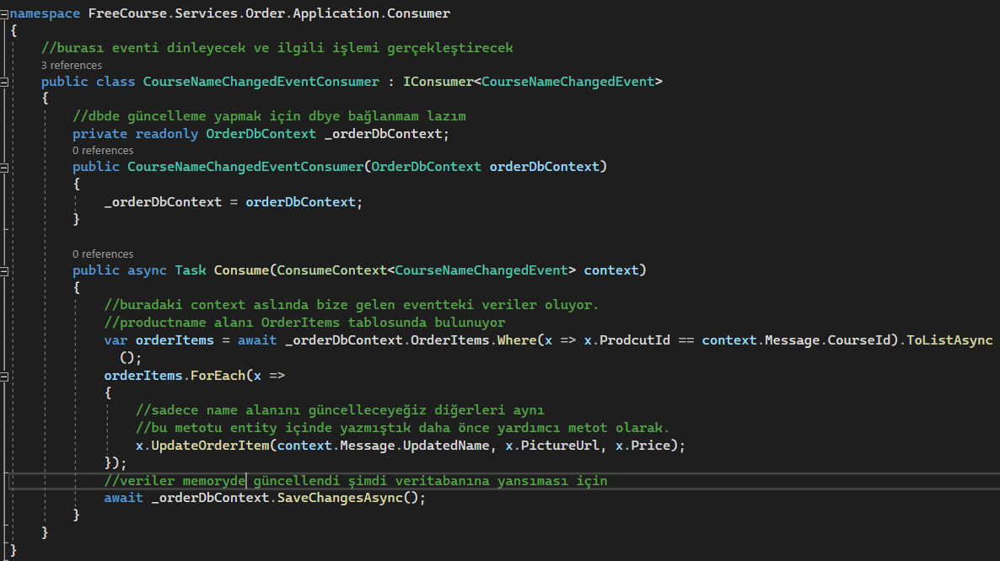 namespace FreeCourse.Services.Order.Application.Consumer
{
//burası eventi dinleyecek ve ilgili işlemi gerçekleştirecek
3 references
public class CourseNameChangedEventConsumer : IConsumer<CourseNameChangedEvent>
{
//dbde güncelleme yapmak için dbye bağlanmam lazım
private readonly OrderDbContext _orderDbContext;
0 references
public CourseNameChangedEventConsumer(OrderDbContext orderDbContext)
{
_orderDbContext = orderDbContext;
}
0 references
public async Task Consume(ConsumeContext<CourseNameChangedEvent> context)
{
//buradaki context aslında bize gelen eventteki veriler oluyor.
//productname alanı OrderItems tablosunda bulunuyor
var orderItems = await _orderDbContext.OrderItems.Where(x => x.ProdcutId == context.Message.CourseId).ToListAsync
();
orderItems.ForEach(x =>
{
//sadece name alanını güncelleceyeğiz diğerleri aynı
//bu metotu entity içinde yazmıştık daha önce yardımcı metot olarak.
x.UpdateOrderItem(context.Message.UpdatedName, x.PictureUrl, x.Price);
});
//veriler memoryde güncellendi şimdi veritabanına yansıması için
await _orderDbContext.SaveChangesAsync();
}
}
}